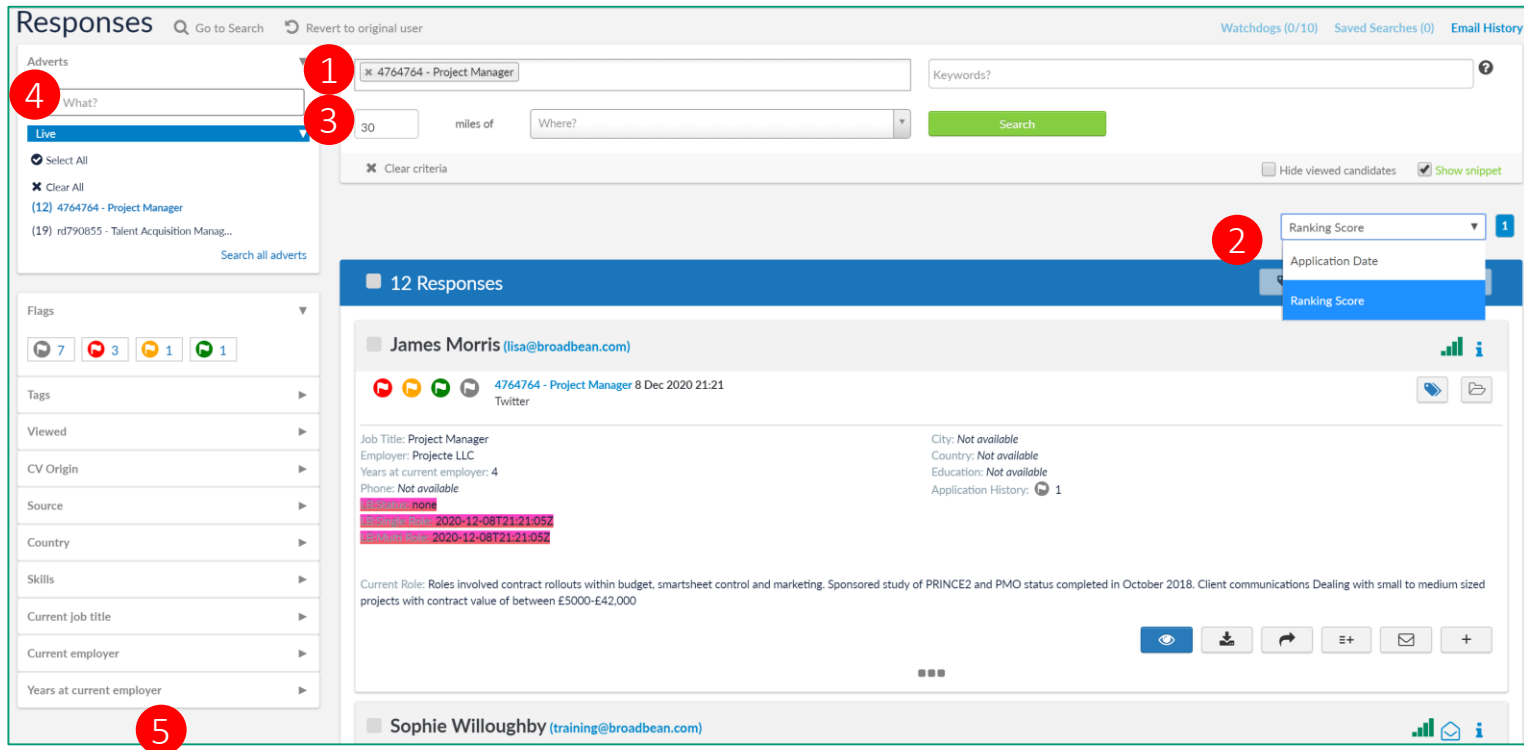 Responses Go to Search Revert to original user Watchdogs (0/10) Saved Searches (0) Email History
Adverts
4 What?
Live
Select All
Clear All
(12) 4764764 - Project Manager
(19) rd790855 - Talent Acquisition Manag...
Search all adverts
Flags
7 3 1 1
Tags
Viewed
CV Origin
Source
Country
Skills
Current job title
Current employer
Years at current employer
5
1 × 4764764 - Project Manager Keywords?
3 30 miles of Where? Search
Clear criteria Hide viewed candidates Show snippet
2 Ranking Score 1
Application Date
Ranking Score
12 Responses
James Morris (lisa@broadbean.com)
4764764 - Project Manager 8 Dec 2020 21:21
Twitter
Job Title: Project Manager
Employer: Projecte LLC
Years at current employer: 4
Phone: Not available
LB Status: none
LB Single Role: 2020-12-08T21:21:05Z
LB Multi Role: 2020-12-08T21:21:05Z
City: Not available
Country: Not available
Education: Not available
Application History: 1
Current Role: Roles involved contract rollouts within budget, smartsheet control and marketing. Sponsored study of PRINCE2 and PMO status completed in October 2018. Client communications Dealing with small to medium sized
projects with contract value of between £5000-£42,000
Sophie Willoughby (training@broadbean.com)